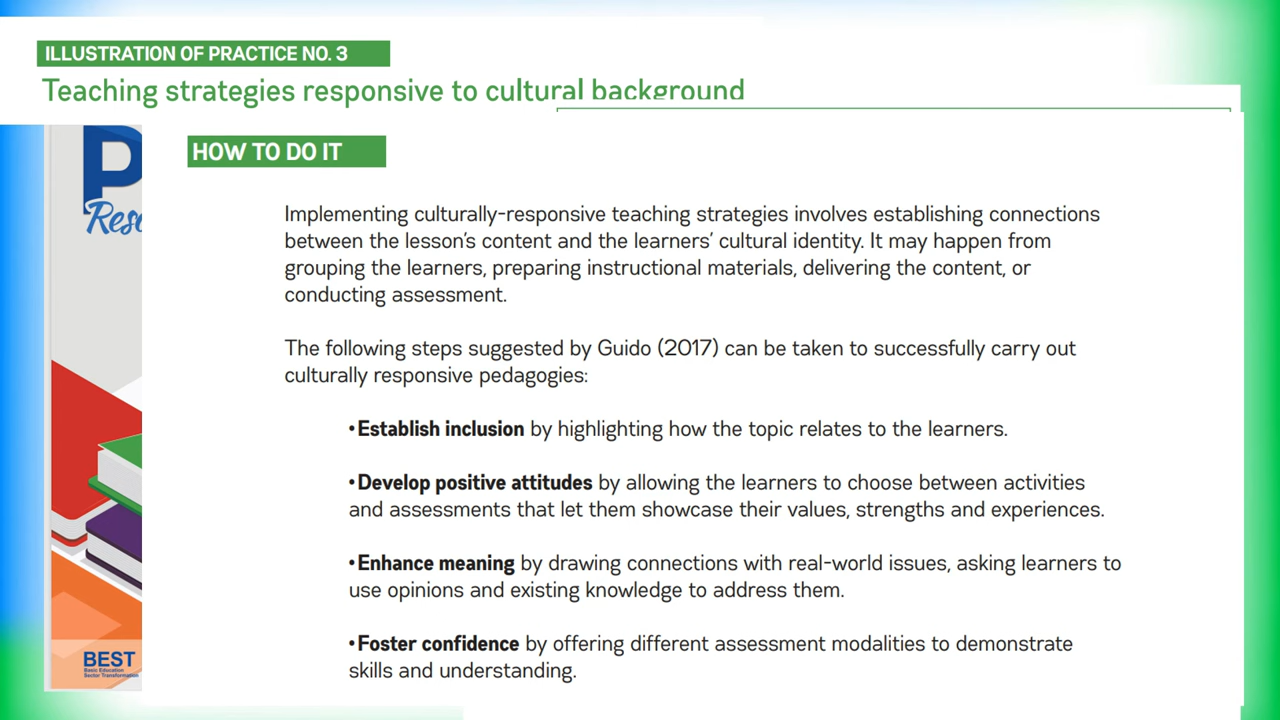 ILLUSTRATION OF PRACTICE NO. 3
Teaching strategies responsive to cultural background
HOW TO DO IT
Implementing culturally-responsive teaching strategies involves establishing connections
between the lesson's content and the learners' cultural identity. It may happen from
grouping the learners, preparing instructional materials, delivering the content, or
conducting assessment.
The following steps suggested by Guido (2017) can be taken to successfully carry out
culturally responsive pedagogies:
•Establish inclusion by highlighting how the topic relates to the learners.
•Develop positive attitudes by allowing the learners to choose between activities
and assessments that let them showcase their values, strengths and experiences.
•Enhance meaning by drawing connections with real-world issues, asking learners to
use opinions and existing knowledge to address them.
•Foster confidence by offering different assessment modalities to demonstrate
skills and understanding.
BEST
Basic Education
Sector Transformation